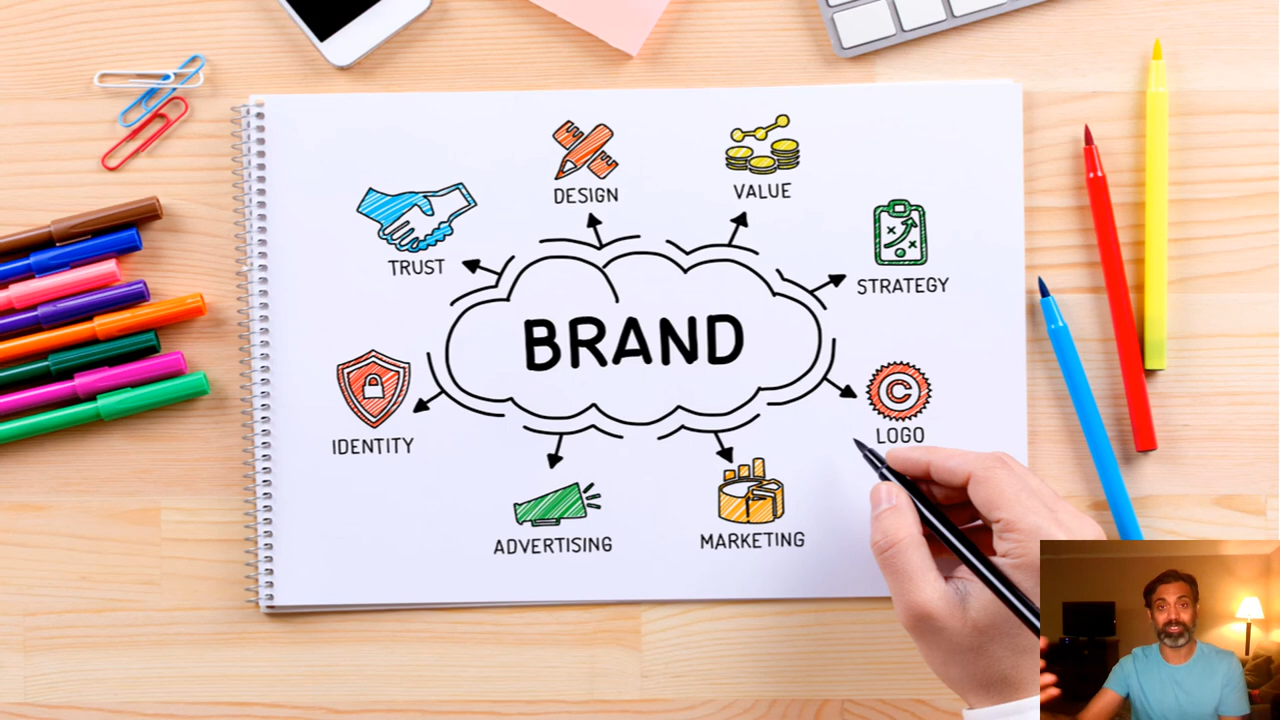 DESIGN
VALUE
TRUST
STRATEGY
BRAND
IDENTITY
C
LOGO
ADVERTISING
MARKETING